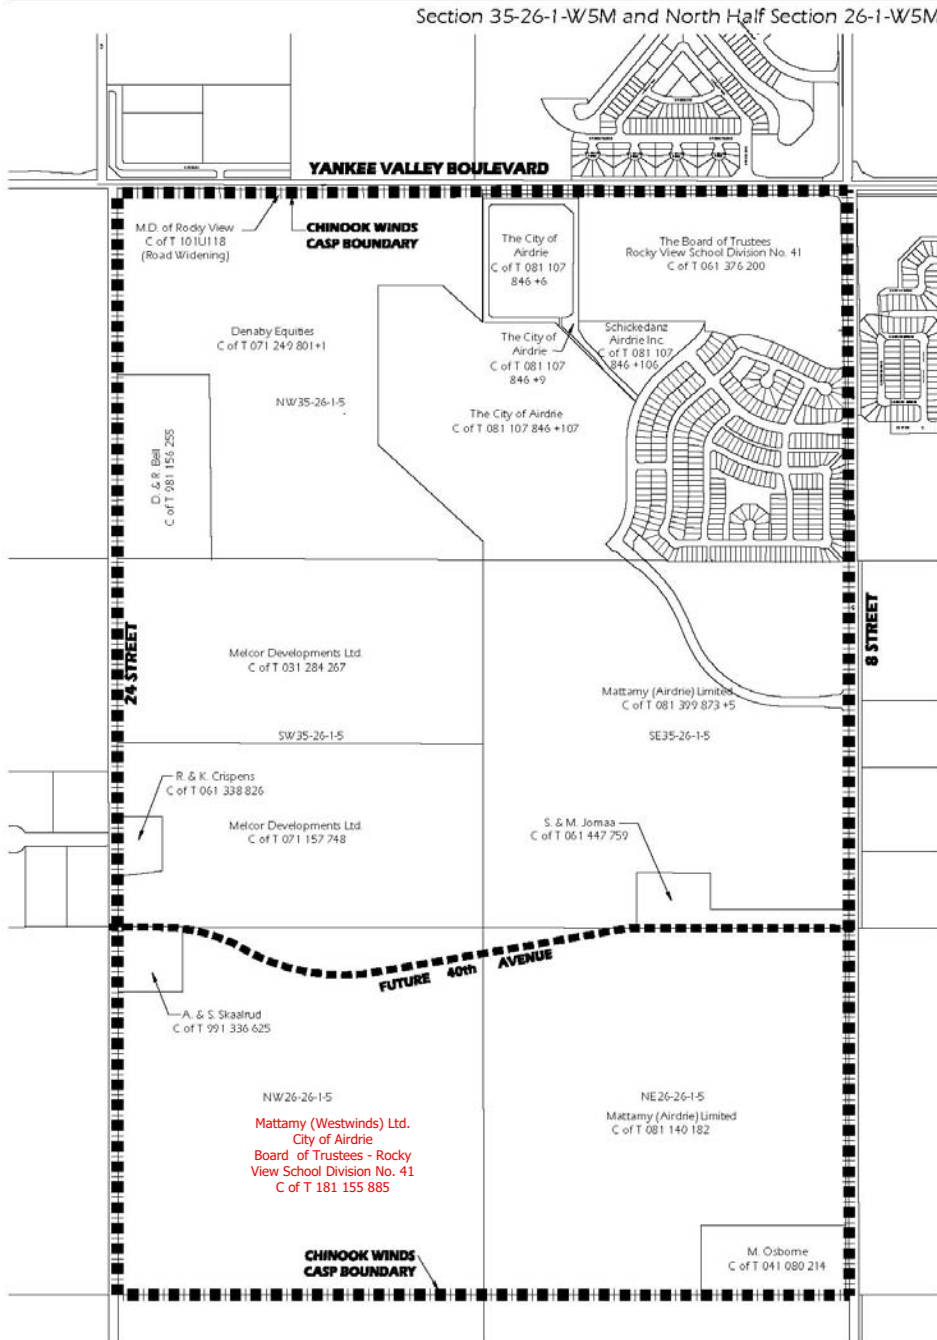 Section 35-26-1-W5M and North Half Section 26-1-W5M
YANKEE VALLEY BOULEVARD
M.D. of Rocky View
C of T 101U118
(Road Widening)
CHINOOK WINDS
CASP BOUNDARY
The City of
Airdrie
C of T 081 107
846 +6
The Board of Trustees
Rocky View School Division No. 41
C of T 061 376 200
Denaby Equities
C of T 071 249 801+1
The City of
Airdrie
C of T 081 107
846 +9
Schickedanz
Airdrie Inc.
C of T 081 107
846 +106
NW35-26-1-5
The City of Airdrie
C of T 081 107 846 +107
D. & R. Bell
C of T 981 156 255
24 STREET
8 STREET
Melcor Developments Ltd.
C of T 031 284 267
Mattamy (Airdrie) Limited
C of T 081 399 873 +5
SW35-26-1-5
SE35-26-1-5
R. & K. Crispens
C of T 061 338 826
Melcor Developments Ltd.
C of T 071 157 748
S. & M. Jomaa
C of T 061 447 759
FUTURE 40th AVENUE
A. & S. Skaalrud
C of T 991 336 625
NW26-26-1-5
NE26-26-1-5
Mattamy (Westwinds) Ltd.
City of Airdrie
Board of Trustees - Rocky
View School Division No. 41
C of T 181 155 885
Mattamy (Airdrie) Limited
C of T 081 140 182
CHINOOK WINDS
CASP BOUNDARY
M. Osborne
C of T 041 080 214